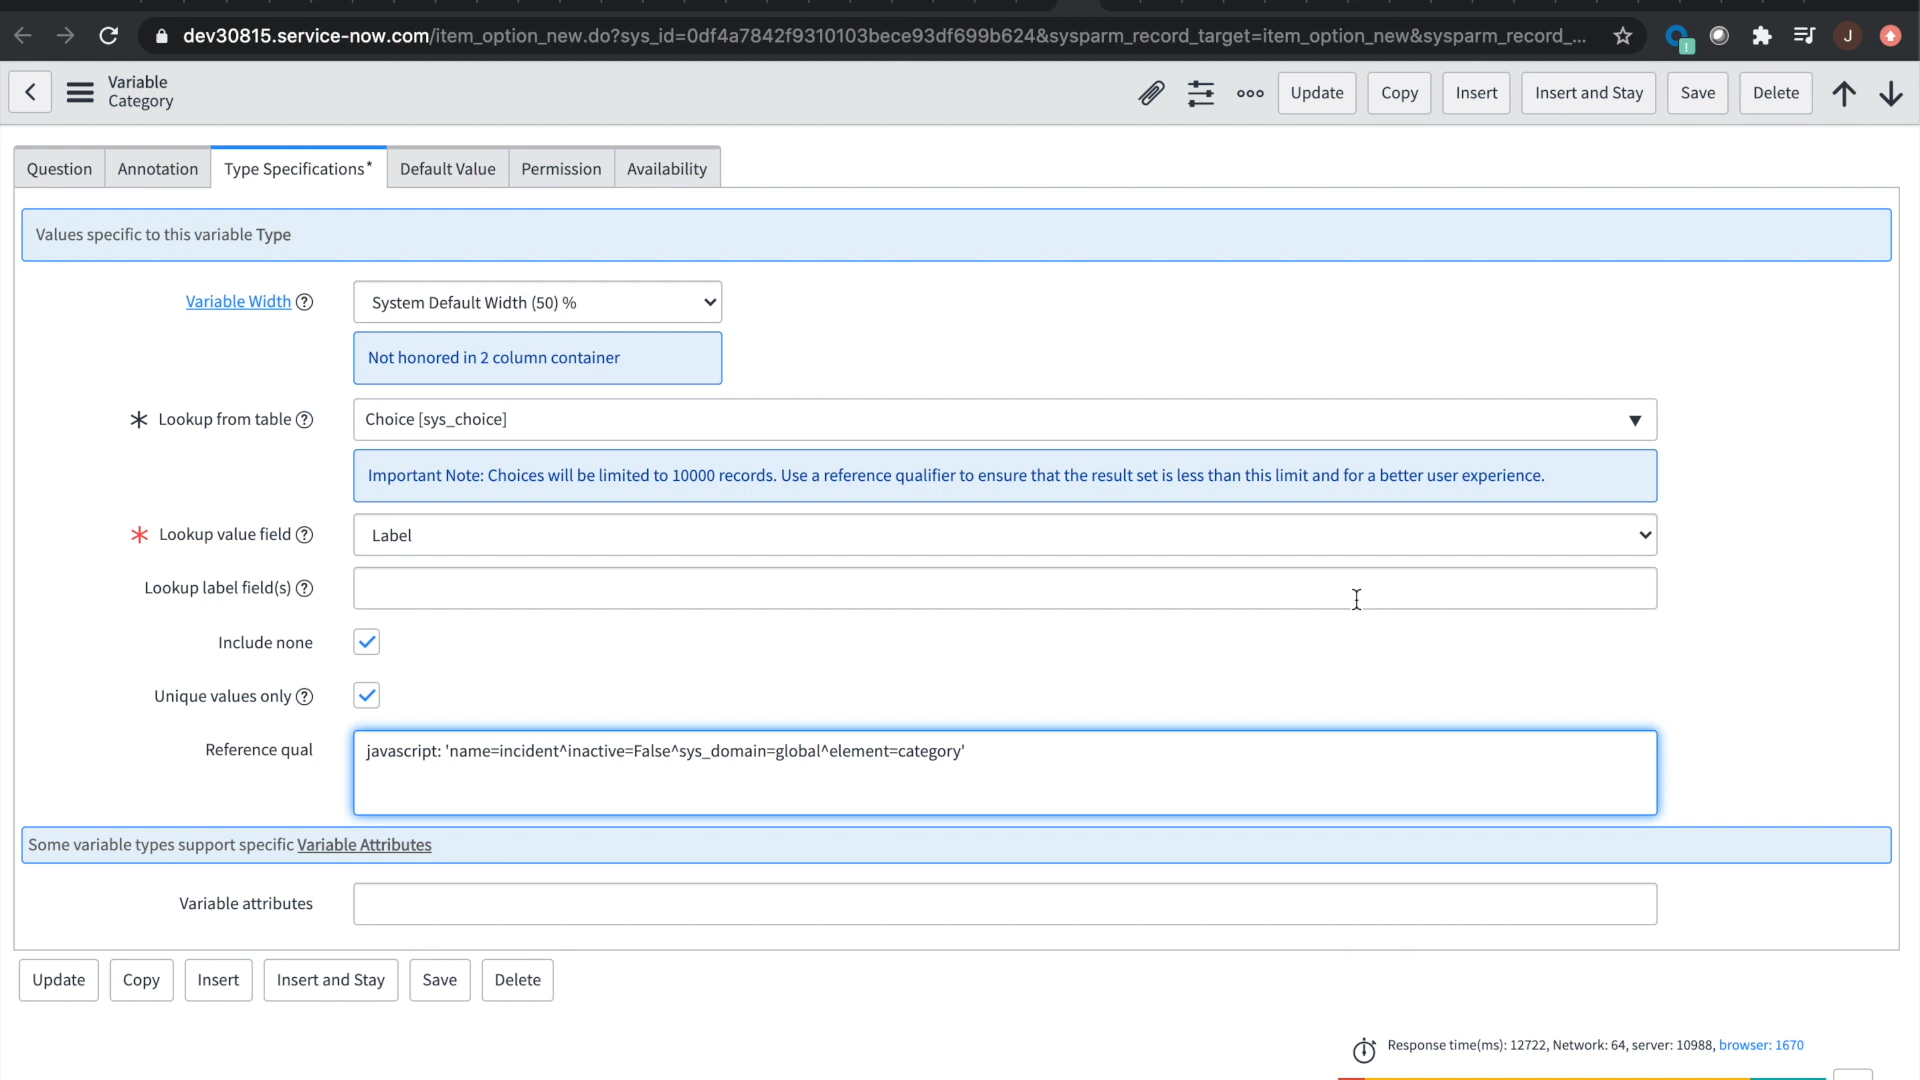 dev30815.service-now.com/item_option_new.do?sys_id=0df4a7842f9310103bece93df699b624&sysparm_record_target=item_option_new&sysparm_record_...
J
Variable
Category
Update
Copy
Insert
Insert and Stay
Save
Delete
Question
Annotation
Type Specifications*
Default Value
Permission
Availability
Values specific to this variable Type
Variable Width
System Default Width (50) %
Not honored in 2 column container
Lookup from table
Choice [sys_choice]
Important Note: Choices will be limited to 10000 records. Use a reference qualifier to ensure that the result set is less than this limit and for a better user experience.
Lookup value field
Label
Lookup label field(s)
Include none
Unique values only
Reference qual
javascript: 'name=incident^inactive=False^sys_domain=global^element=category'
Some variable types support specific Variable Attributes
Variable attributes
Update
Copy
Insert
Insert and Stay
Save
Delete
Response time(ms): 12722, Network: 64, server: 10988, browser: 1670